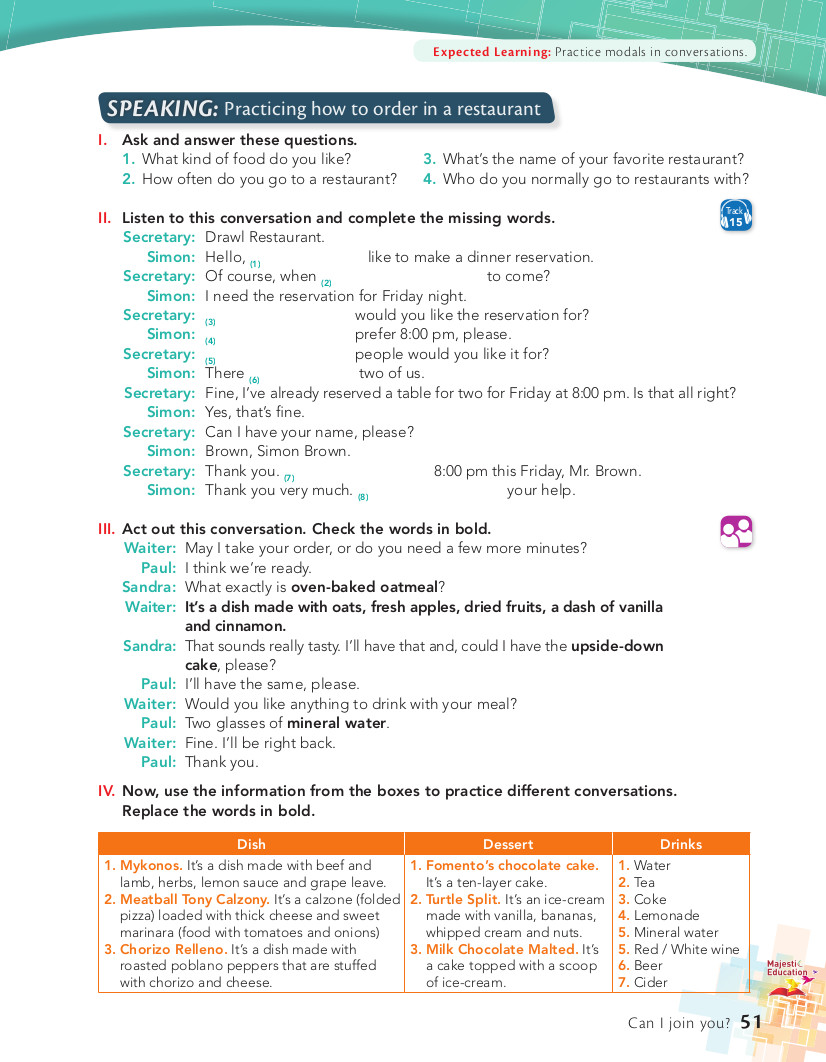 Expected Learning: Practice modals in conversations.
SPEAKING: Practicing how to order in a restaurant
I. Ask and answer these questions.
1. What kind of food do you like?
2. How often do you go to a restaurant?
3. What's the name of your favorite restaurant?
4. Who do you normally go to restaurants with?
II. Listen to this conversation and complete the missing words.
Track
15
Secretary: Drawl Restaurant.
Simon: Hello, (1) like to make a dinner reservation.
Secretary: Of course, when (2) to come?
Simon: I need the reservation for Friday night.
Secretary: (3) would you like the reservation for?
Simon: (4) prefer 8:00 pm, please.
Secretary: (5) people would you like it for?
Simon: There (6) two of us.
Secretary: Fine, I've already reserved a table for two for Friday at 8:00 pm. Is that all right?
Simon: Yes, that's fine.
Secretary: Can I have your name, please?
Simon: Brown, Simon Brown.
Secretary: Thank you. (7) 8:00 pm this Friday, Mr. Brown.
Simon: Thank you very much. (8) your help.
III. Act out this conversation. Check the words in bold.
Waiter: May I take your order, or do you need a few more minutes?
Paul: I think we're ready.
Sandra: What exactly is oven-baked oatmeal?
Waiter: It's a dish made with oats, fresh apples, dried fruits, a dash of vanilla
and cinnamon.
Sandra: That sounds really tasty. I'll have that and, could I have the upside-down
cake, please?
Paul: I'll have the same, please.
Waiter: Would you like anything to drink with your meal?
Paul: Two glasses of mineral water.
Waiter: Fine. I'll be right back.
Paul: Thank you.
IV. Now, use the information from the boxes to practice different conversations.
Replace the words in bold.
Dish
1. Mykonos. It's a dish made with beef and
lamb, herbs, lemon sauce and grape leave.
2. Meatball Tony Calzony. It's a calzone (folded
pizza) loaded with thick cheese and sweet
marinara (food with tomatoes and onions)
3. Chorizo Relleno. It's a dish made with
roasted poblano peppers that are stuffed
with chorizo and cheese.
Dessert
1. Fomento's chocolate cake.
It's a ten-layer cake.
2. Turtle Split. It's an ice-cream
made with vanilla, bananas,
whipped cream and nuts.
3. Milk Chocolate Malted. It's
a cake topped with a scoop
of ice-cream.
Drinks
1. Water
2. Tea
3. Coke
4. Lemonade
5. Mineral water
5. Red / White wine
6. Beer
7. Cider
Majestic
Education
Can I join you? 51